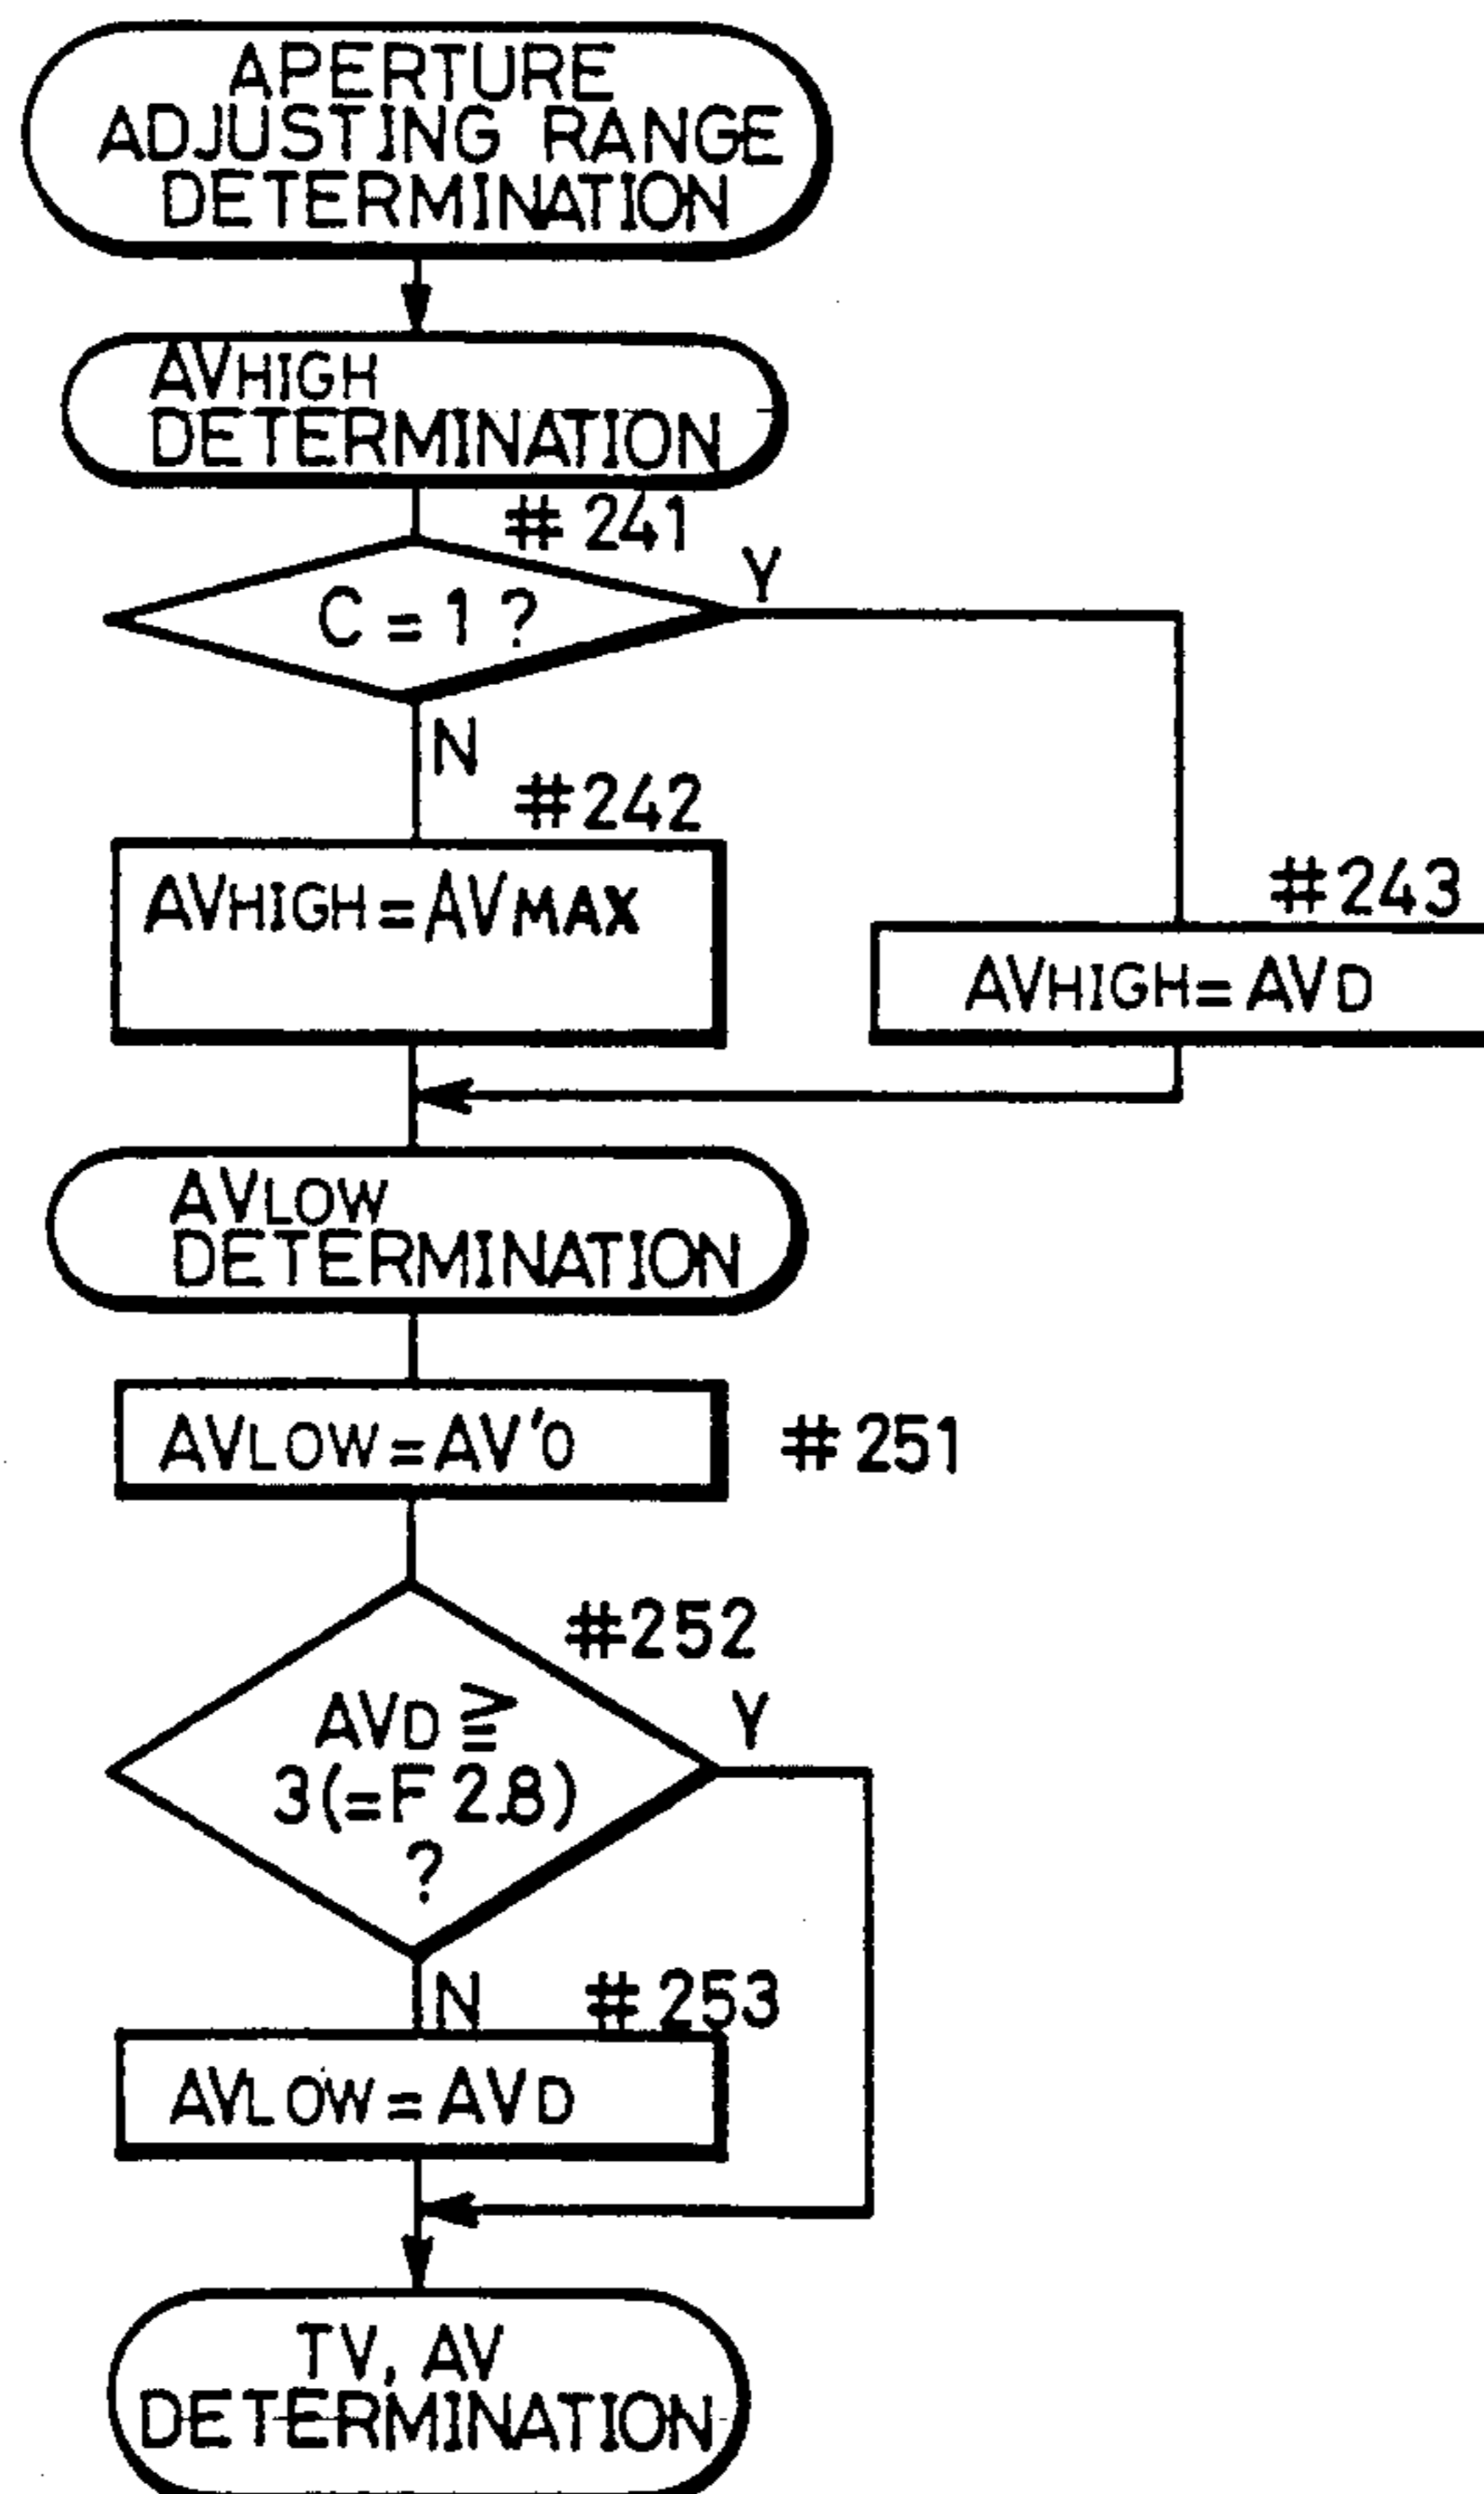 APERTURE
ADJUSTING RANGE
DETERMINATION
AVHIGH
DETERMINATION
#241
C=1?
Y
N
#242
AVHIGH=AVMAX
#243
AVHIGH=AVD
AVLOW
DETERMINATION
AVLOW=AV'O
#251
#252
AVD≧
3(=F2.8)
?
Y
N
#253
AVLOW=AVD
TV, AV
DETERMINATION